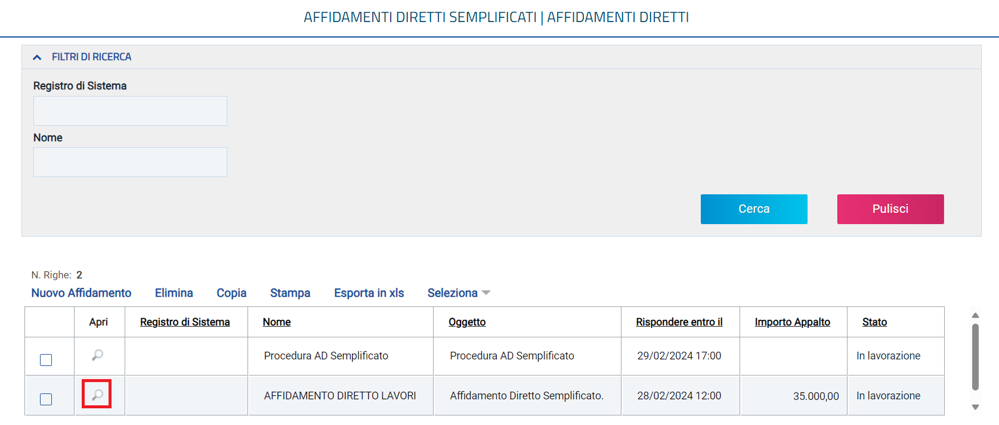 AFFIDAMENTI DIRETTI SEMPLIFICATI | AFFIDAMENTI DIRETTI
FILTRI DI RICERCA
Registro di Sistema
Nome
Cerca Pulisci
N. Righe: 2
Nuovo Affidamento Elimina Copia Stampa Esporta in xls Seleziona
Apri Registro di Sistema Nome Oggetto Rispondere entro il Importo Appalto Stato
Procedura AD Semplificato Procedura AD Semplificato 29/02/2024 17:00 In lavorazione
AFFIDAMENTO DIRETTO LAVORI Affidamento Diretto Semplificato. 28/02/2024 12:00 35.000,00 In lavorazione